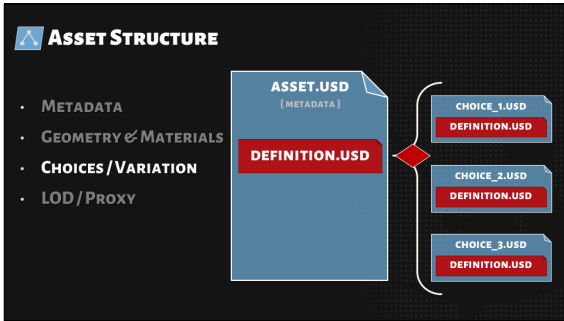 Asset Structure
• Metadata
• Geometry & Materials
• Choices / Variation
• LOD / Proxy
ASSET.USD
{ METADATA }
DEFINITION.USD
CHOICE_1.USD
DEFINITION.USD
CHOICE_2.USD
DEFINITION.USD
CHOICE_3.USD
DEFINITION.USD